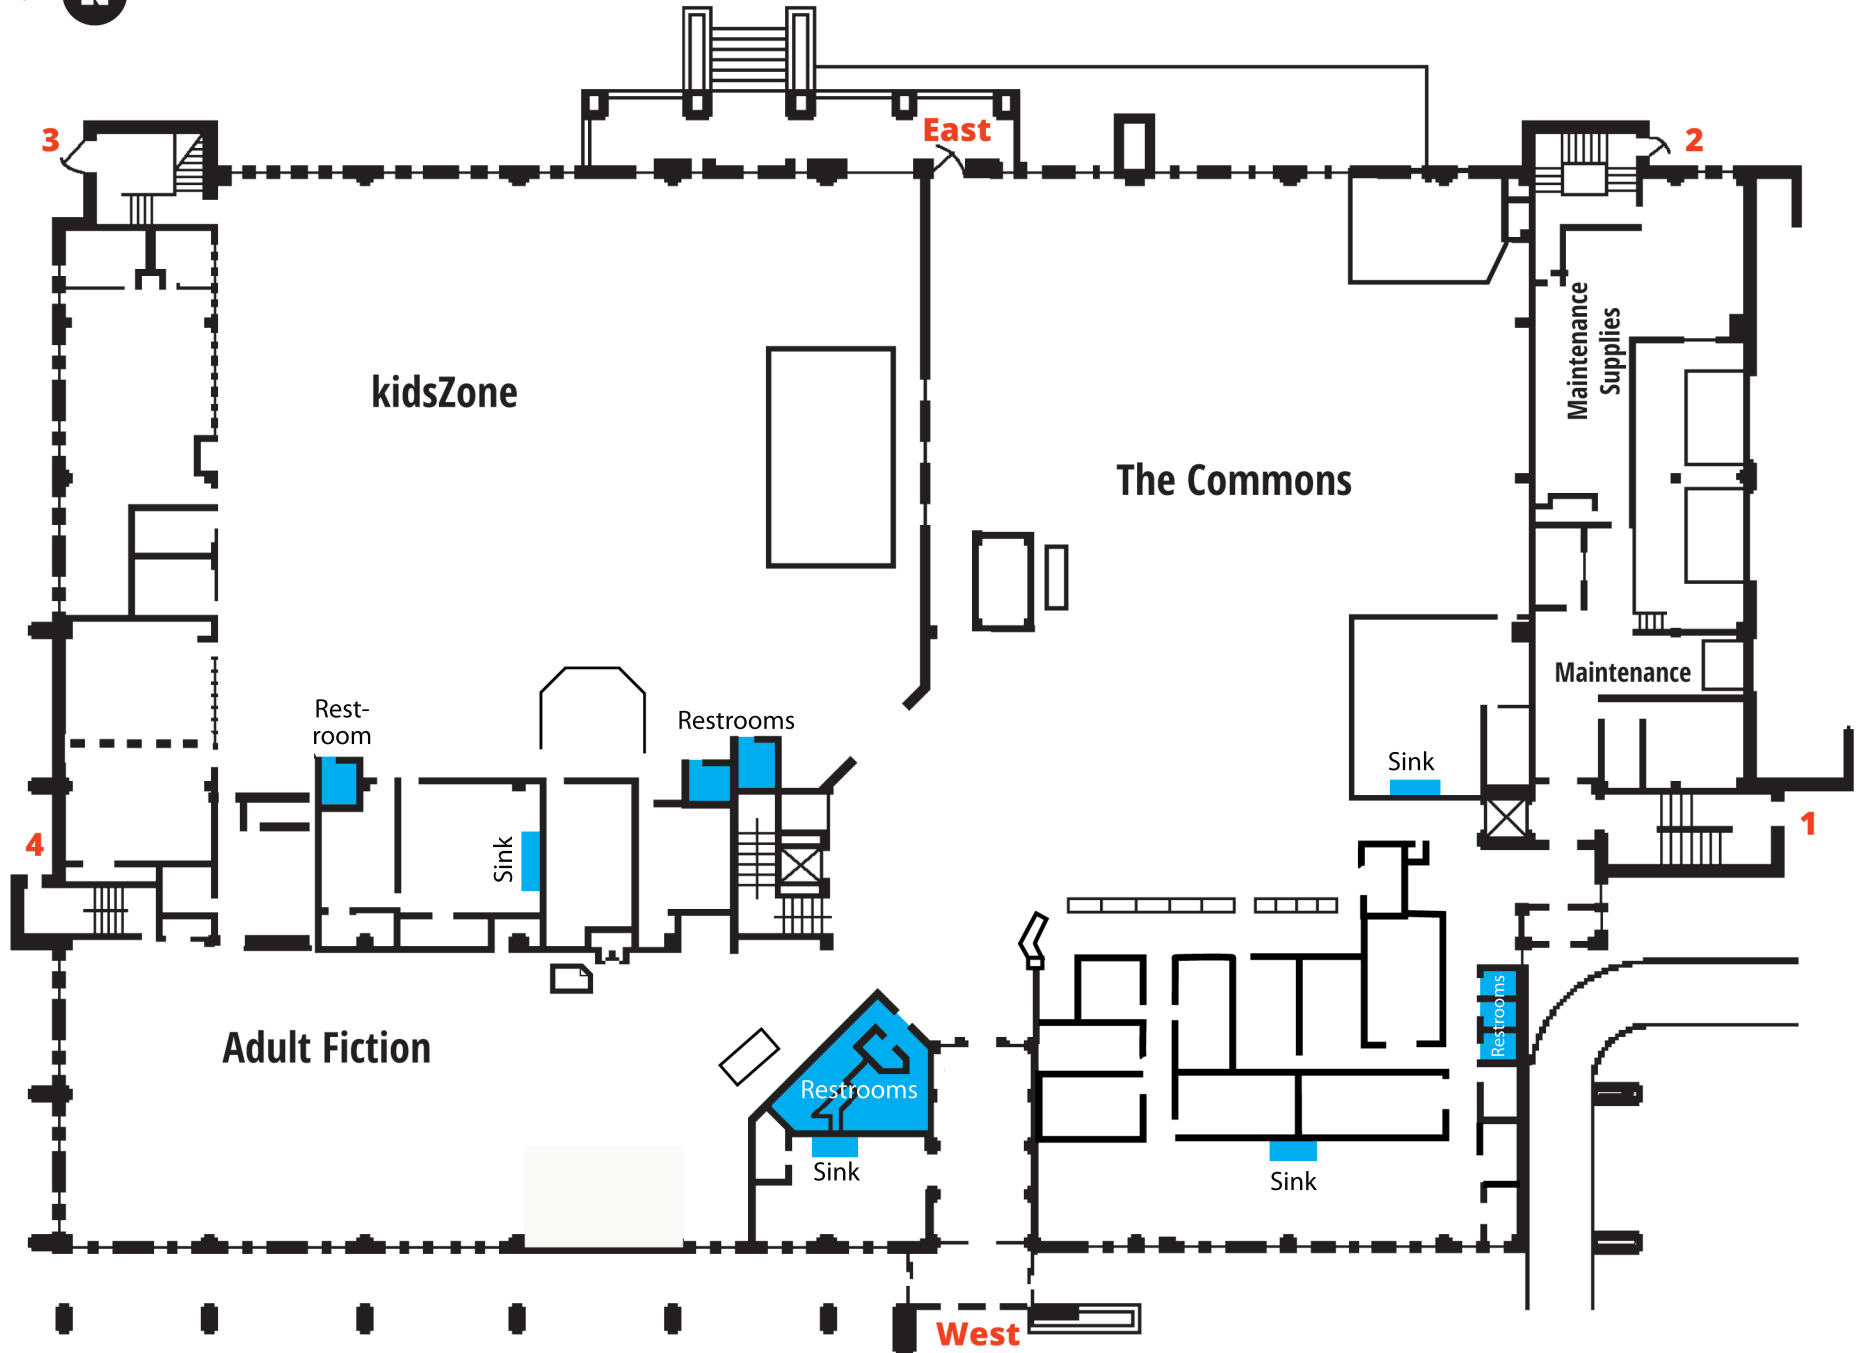 N
East
3
2
Maintenance
Supplies
kidsZone
The Commons
Maintenance
Rest-
room
Restrooms
Sink
Sink
4
1
Restrooms
Adult Fiction
Restrooms
Sink
Sink
West